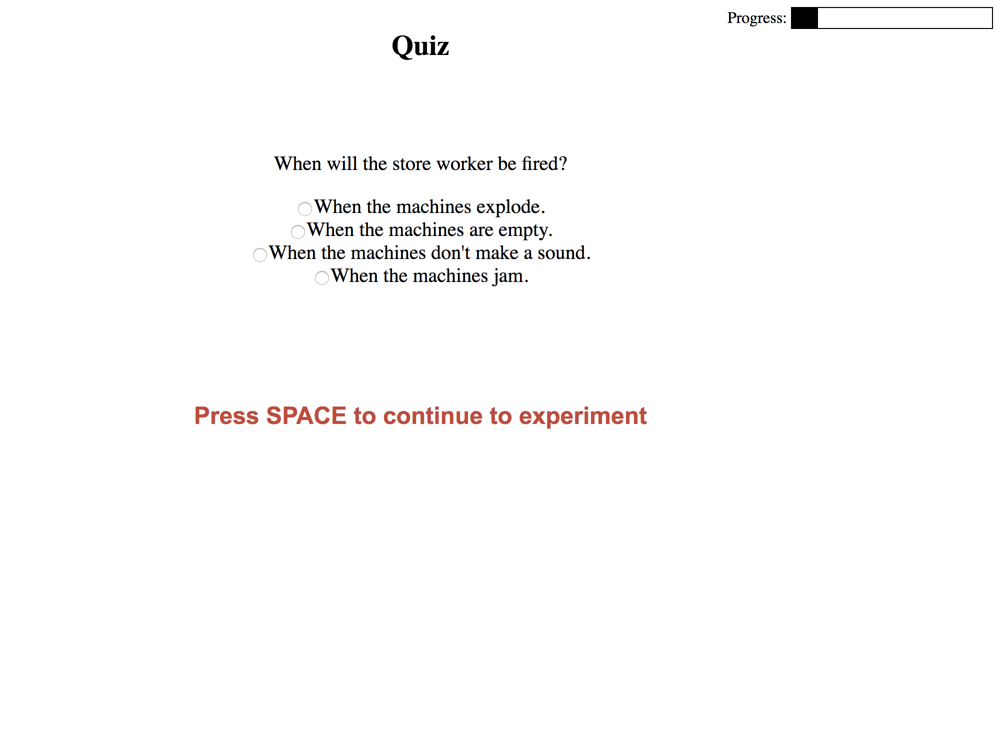 Progress:
Quiz
When will the store worker be fired?
When the machines explode.
When the machines are empty.
When the machines don't make a sound.
When the machines jam.
Press SPACE to continue to experiment